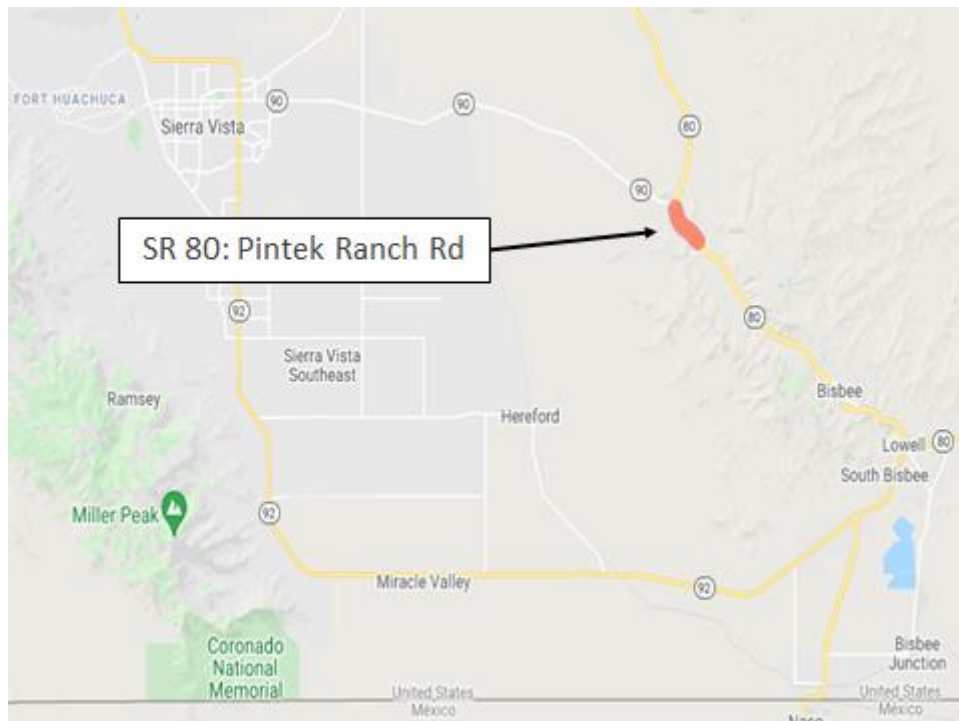 FORT HUACHUCA
Sierra Vista
90
90
80
90
SR 80: Pintek Ranch Rd
92
80
Sierra Vista
Southeast
Ramsey
Bisbee
Hereford
Lowell
80
South Bisbee
Miller Peak
92
Miracle Valley
92
Coronado
National
Memorial
Bisbee
Junction
United States
México
United States
México
Naco